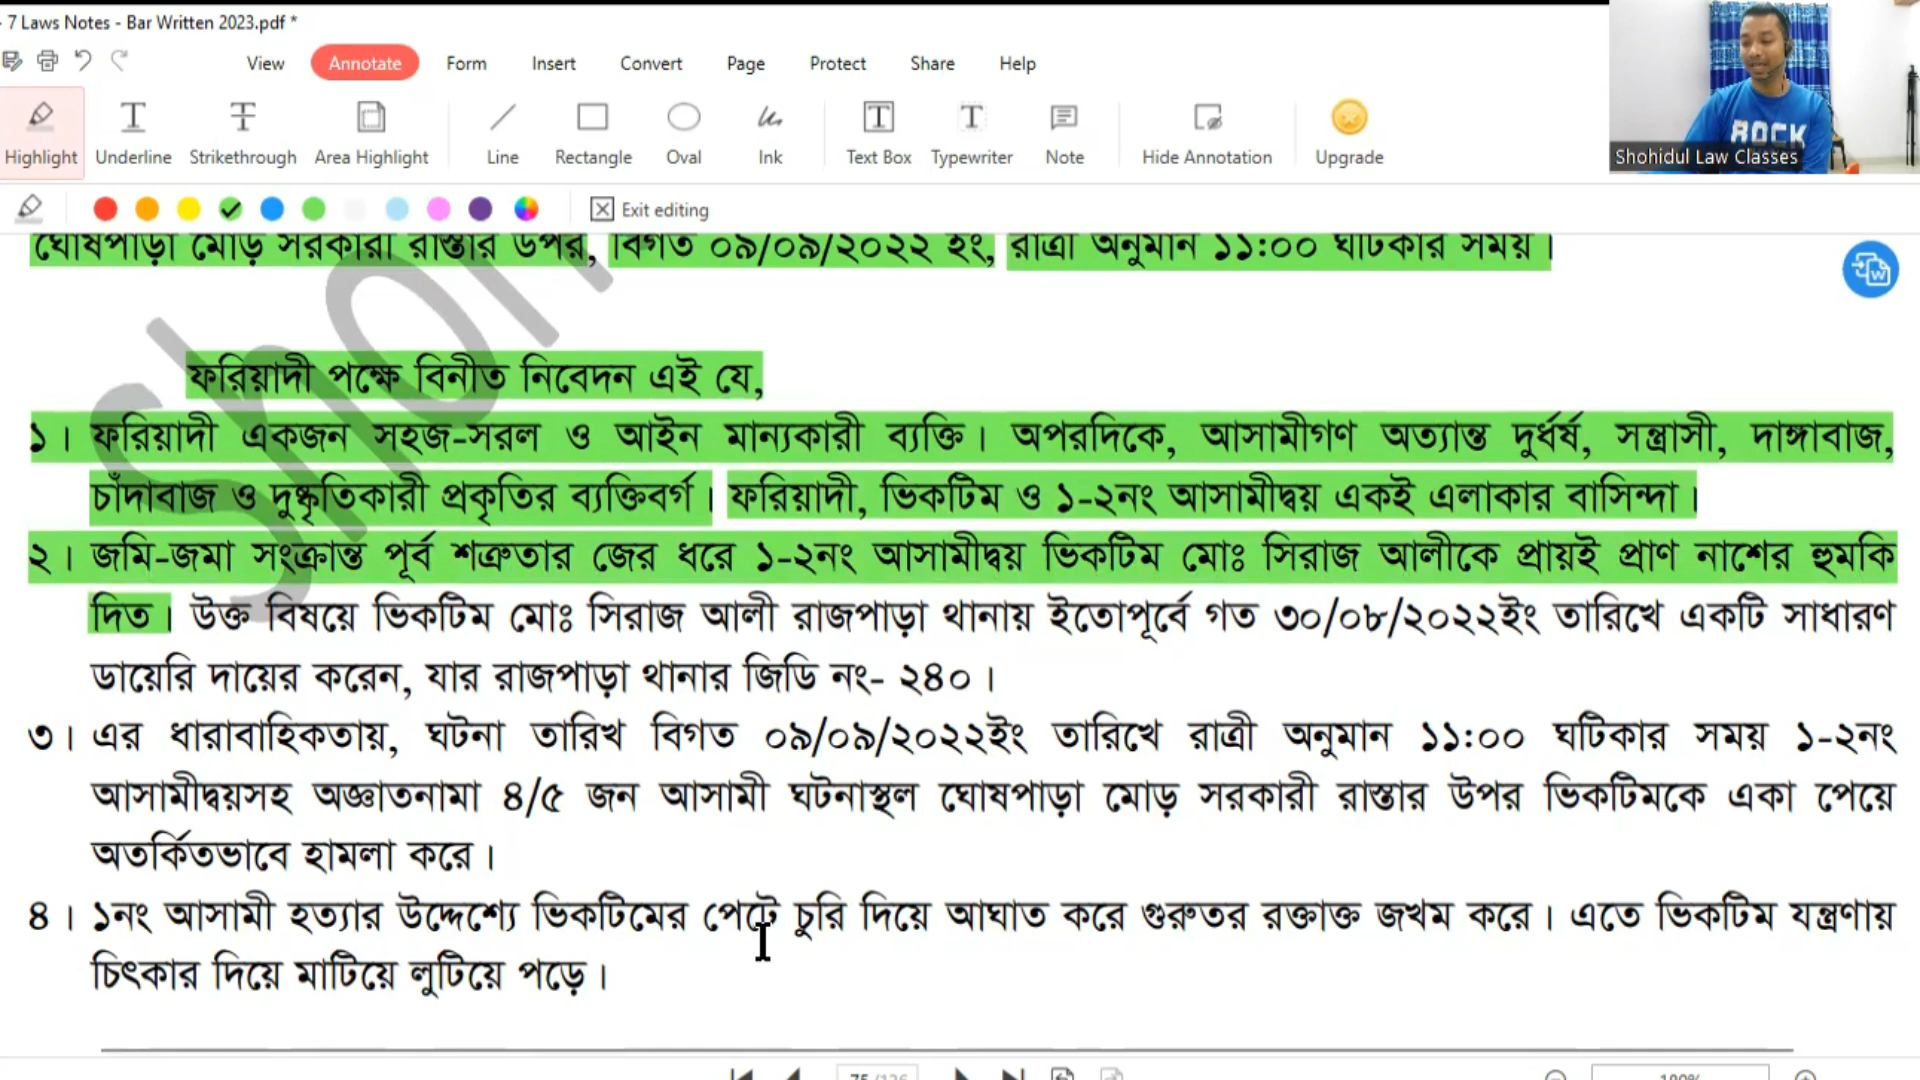 - 7 Laws Notes - Bar Written 2023.pdf *
View Annotate Form Insert Convert Page Protect Share Help
Highlight Underline Strikethrough Area Highlight Line Rectangle Oval Ink Text Box Typewriter Note Hide Annotation Upgrade
ROCK
Shohidul Law Classes
Exit editing
ঘোষপাড়া মোড় সরকারী রাস্তার উপর, বিগত ০৯/০৯/২০২২ ইং, রাত্রী অনুমান ১১:০০ ঘটিকার সময়।
ফরিয়াদী পক্ষে বিনীত নিবেদন এই যে,
১। ফরিয়াদী একজন সহজ-সরল ও আইন মান্যকারী ব্যক্তি। অপরদিকে, আসামীগণ অত্যান্ত দুর্ধর্ষ, সন্ত্রাসী, দাঙ্গাবাজ,
চাঁদাবাজ ও দুষ্কৃতিকারী প্রকৃতির ব্যক্তিবর্গ। ফরিয়াদী, ভিকটিম ও ১-২নং আসামীদ্বয় একই এলাকার বাসিন্দা।
২। জমি-জমা সংক্রান্ত পূর্ব শত্রুতার জের ধরে ১-২নং আসামীদ্বয় ভিকটিম মোঃ সিরাজ আলীকে প্রায়ই প্রাণ নাশের হুমকি
দিত। উক্ত বিষয়ে ভিকটিম মোঃ সিরাজ আলী রাজপাড়া থানায় ইতোপূর্বে গত ৩০/০৮/২০২২ইং তারিখে একটি সাধারণ
ডায়েরি দায়ের করেন, যার রাজপাড়া থানার জিডি নং- ২৪০।
৩। এর ধারাবাহিকতায়, ঘটনা তারিখ বিগত ০৯/০৯/২০২২ইং তারিখে রাত্রী অনুমান ১১:০০ ঘটিকার সময় ১-২নং
আসামীদ্বয়সহ অজ্ঞাতনামা ৪/৫ জন আসামী ঘটনাস্থল ঘোষপাড়া মোড় সরকারী রাস্তার উপর ভিকটিমকে একা পেয়ে
অতর্কিতভাবে হামলা করে।
৪। ১নং আসামী হত্যার উদ্দেশ্যে ভিকটিমের পেটে চুরি দিয়ে আঘাত করে গুরুতর রক্তাক্ত জখম করে। এতে ভিকটিম যন্ত্রণায়
চিৎকার দিয়ে মাটিয়ে লুটিয়ে পড়ে।
75 /126
100%